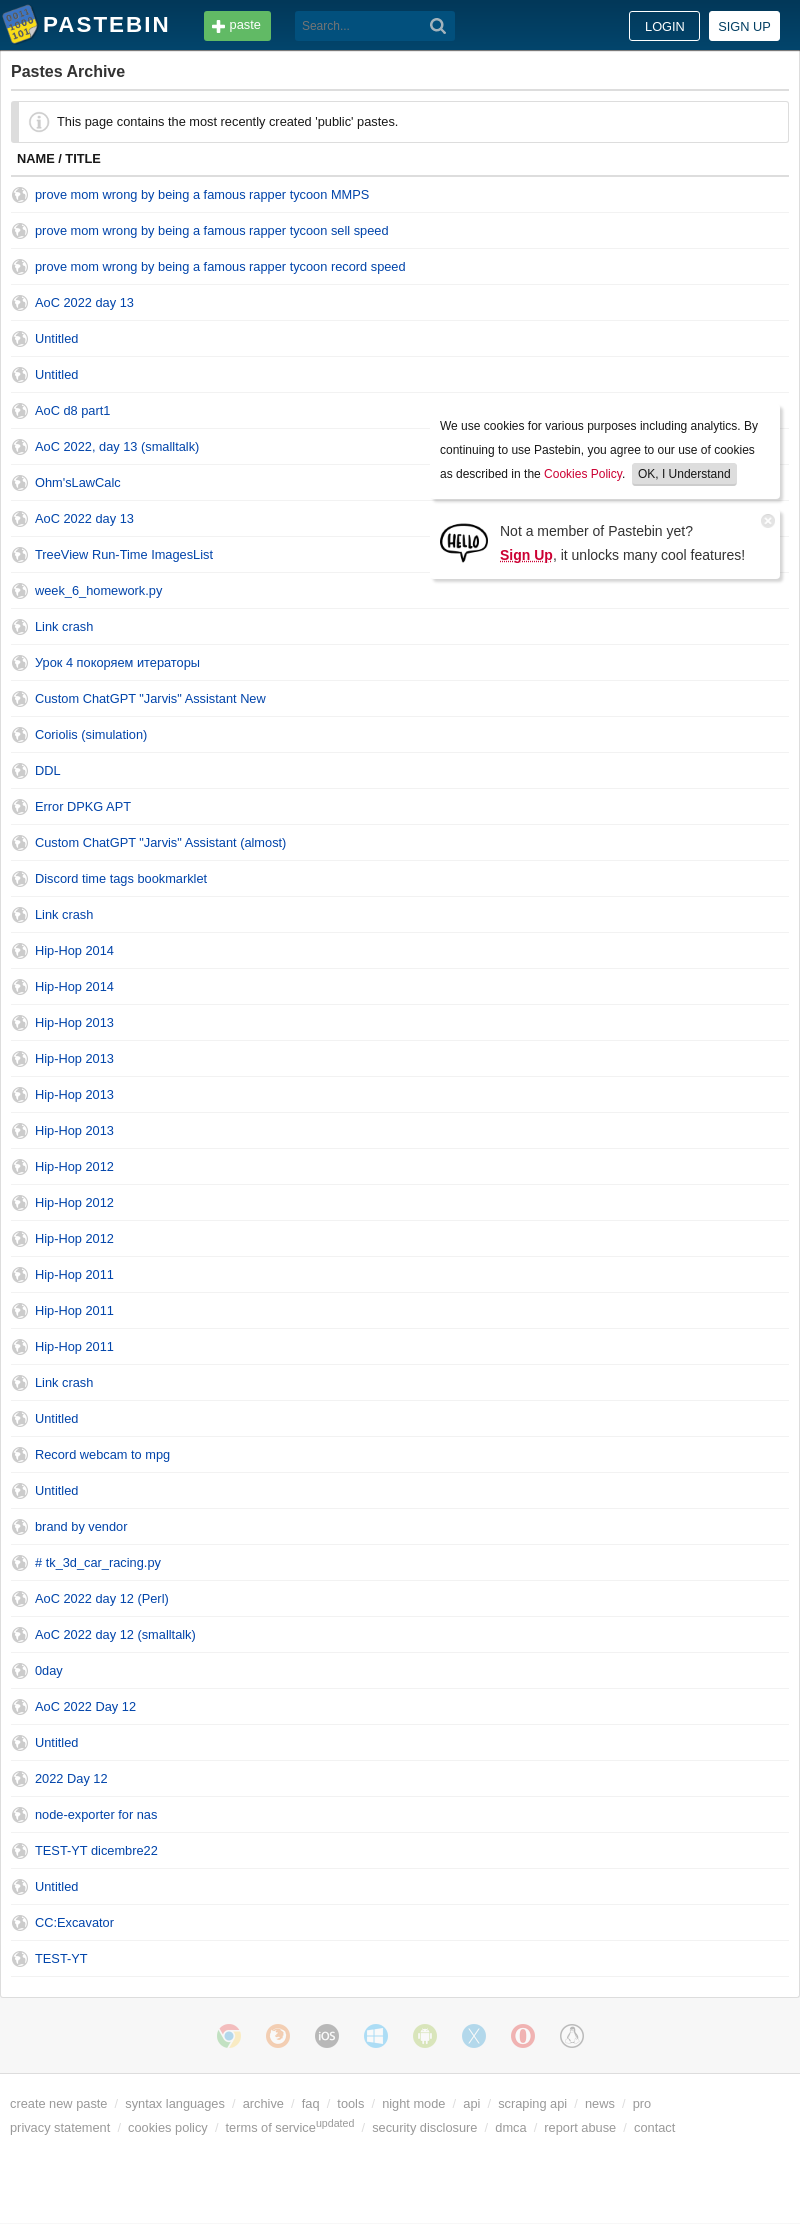 PASTEBIN paste Search... LOGIN SIGN UP
Pastes Archive
This page contains the most recently created 'public' pastes.
NAME / TITLE
prove mom wrong by being a famous rapper tycoon MMPS
prove mom wrong by being a famous rapper tycoon sell speed
prove mom wrong by being a famous rapper tycoon record speed
AoC 2022 day 13
Untitled
Untitled
AoC d8 part1
AoC 2022, day 13 (smalltalk)
Ohm'sLawCalc
AoC 2022 day 13
TreeView Run-Time ImagesList
week_6_homework.py
Link crash
Урок 4 покоряем итераторы
Custom ChatGPT "Jarvis" Assistant New
Coriolis (simulation)
DDL
Error DPKG APT
Custom ChatGPT "Jarvis" Assistant (almost)
Discord time tags bookmarklet
Link crash
Hip-Hop 2014
Hip-Hop 2014
Hip-Hop 2013
Hip-Hop 2013
Hip-Hop 2013
Hip-Hop 2013
Hip-Hop 2012
Hip-Hop 2012
Hip-Hop 2012
Hip-Hop 2011
Hip-Hop 2011
Hip-Hop 2011
Link crash
Untitled
Record webcam to mpg
Untitled
brand by vendor
# tk_3d_car_racing.py
AoC 2022 day 12 (Perl)
AoC 2022 day 12 (smalltalk)
0day
AoC 2022 Day 12
Untitled
2022 Day 12
node-exporter for nas
TEST-YT dicembre22
Untitled
CC:Excavator
TEST-YT
We use cookies for various purposes including analytics. By
continuing to use Pastebin, you agree to our use of cookies
as described in the Cookies Policy. OK, I Understand
HELLO
Not a member of Pastebin yet?
Sign Up, it unlocks many cool features!
iOS
create new paste / syntax languages / archive / faq / tools / night mode / api / scraping api / news / pro
privacy statement / cookies policy / terms of serviceupdated / security disclosure / dmca / report abuse / contact